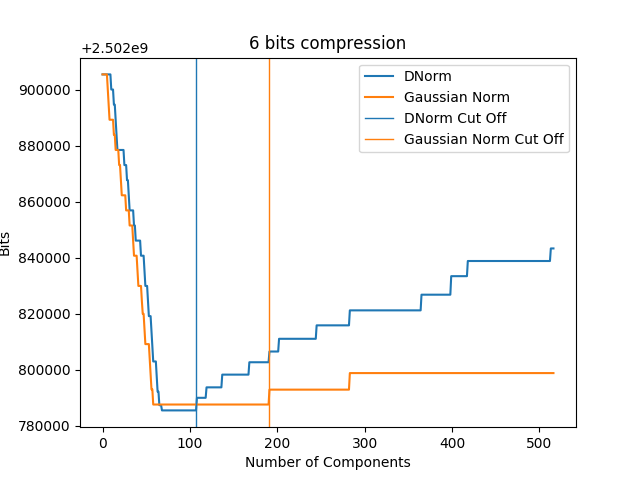 6 bits compression
+2.502e9
900000
880000
860000
840000
820000
800000
780000
Bits
0 100 200 300 400 500
Number of Components
DNorm
Gaussian Norm
DNorm Cut Off
Gaussian Norm Cut Off